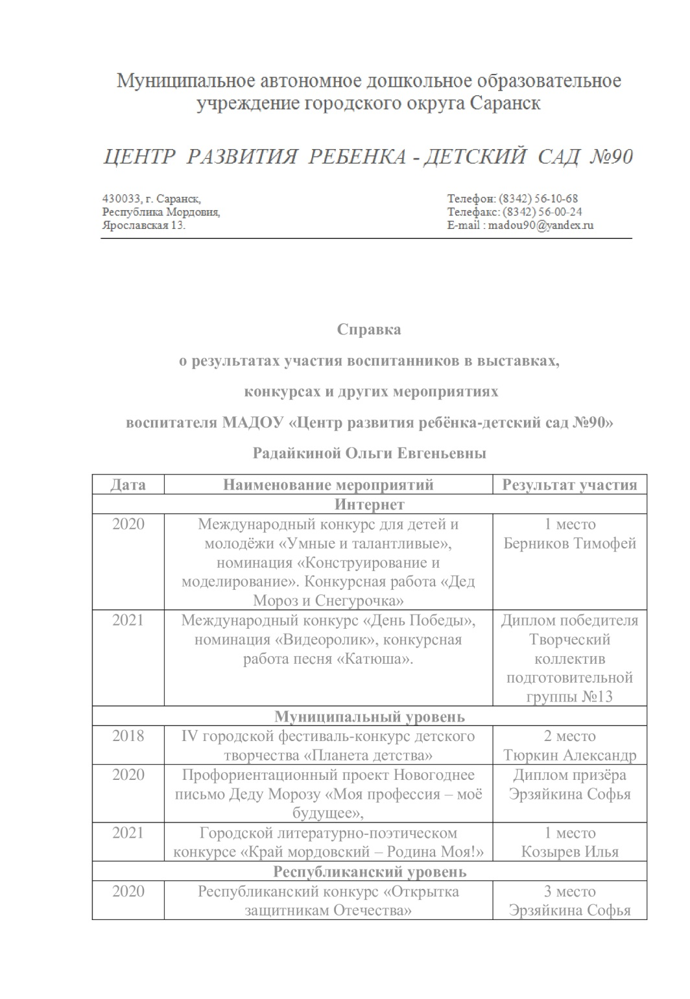 Муниципальное автономное дошкольное образовательное
учреждение городского округа Саранск
ЦЕНТР РАЗВИТИЯ РЕБЕНКА - ДЕТСКИЙ САД №90
430033, г. Саранск,
Республика Мордовия,
Ярославская 13.
Телефон: (8342) 56-10-68
Телефакс: (8342) 56-00-24
E-mail : madou90@yandex.ru
Справка
о результатах участия воспитанников в выставках,
конкурсах и других мероприятиях
воспитателя МАДОУ «Центр развития ребёнка-детский сад №90»
Радайкиной Ольги Евгеньевны
Дата Наименование мероприятий Результат участия
Интернет
2020 Международный конкурс для детей и 1 место
молодёжи «Умные и талантливые», Берников Тимофей
номинация «Конструирование и
моделирование». Конкурсная работа «Дед
Мороз и Снегурочка»
2021 Международный конкурс «День Победы», Диплом победителя
номинация «Видеоролик», конкурсная Творческий
работа песня «Катюша». коллектив
подготовительной
группы №13
Муниципальный уровень
2018 IV городской фестиваль-конкурс детского 2 место
творчества «Планета детства» Тюркин Александр
2020 Профориентационный проект Новогоднее Диплом призёра
письмо Деду Морозу «Моя профессия – моё Эрзяйкина Софья
будущее»,
2021 Городской литературно-поэтическом 1 место
конкурсе «Край мордовский – Родина Моя!» Козырев Илья
Республиканский уровень
2020 Республиканский конкурс «Открытка 3 место
защитникам Отечества» Эрзяйкина Софья